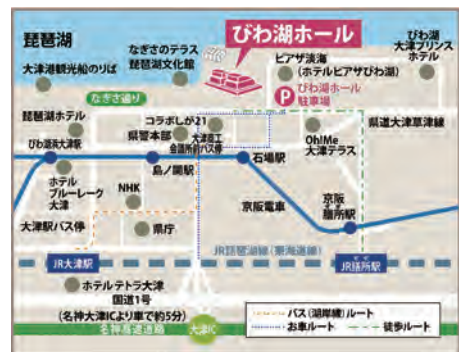 びわ湖ホール
琵琶湖
なぎさのテラス
琵琶湖文化館
ピアザ淡海
(ホテルピアザびわ湖)
びわ湖
大津プリンス
ホテル
大津港観光船のりば
P びわ湖ホール
駐車場
なぎさ通り
コラボしが21
琵琶湖ホテル
県警本部
大津商工
会議所前バス停
県道大津草津線
Oh!Me
大津テラス
びわ湖浜大津駅
島ノ関駅
石場駅
ホテル
ブルーレーク
大津
NHK
京阪電車
京阪
膳所駅
大津駅バス停
県庁
JR琵琶湖線(東海道線)
JR大津駅
JR膳所駅
ホテルテトラ大津
国道1号
(名神大津ICより車で約5分)
バス(湖岸線)ルート
お車ルート
徒歩ルート
名神高速道路
大津IC